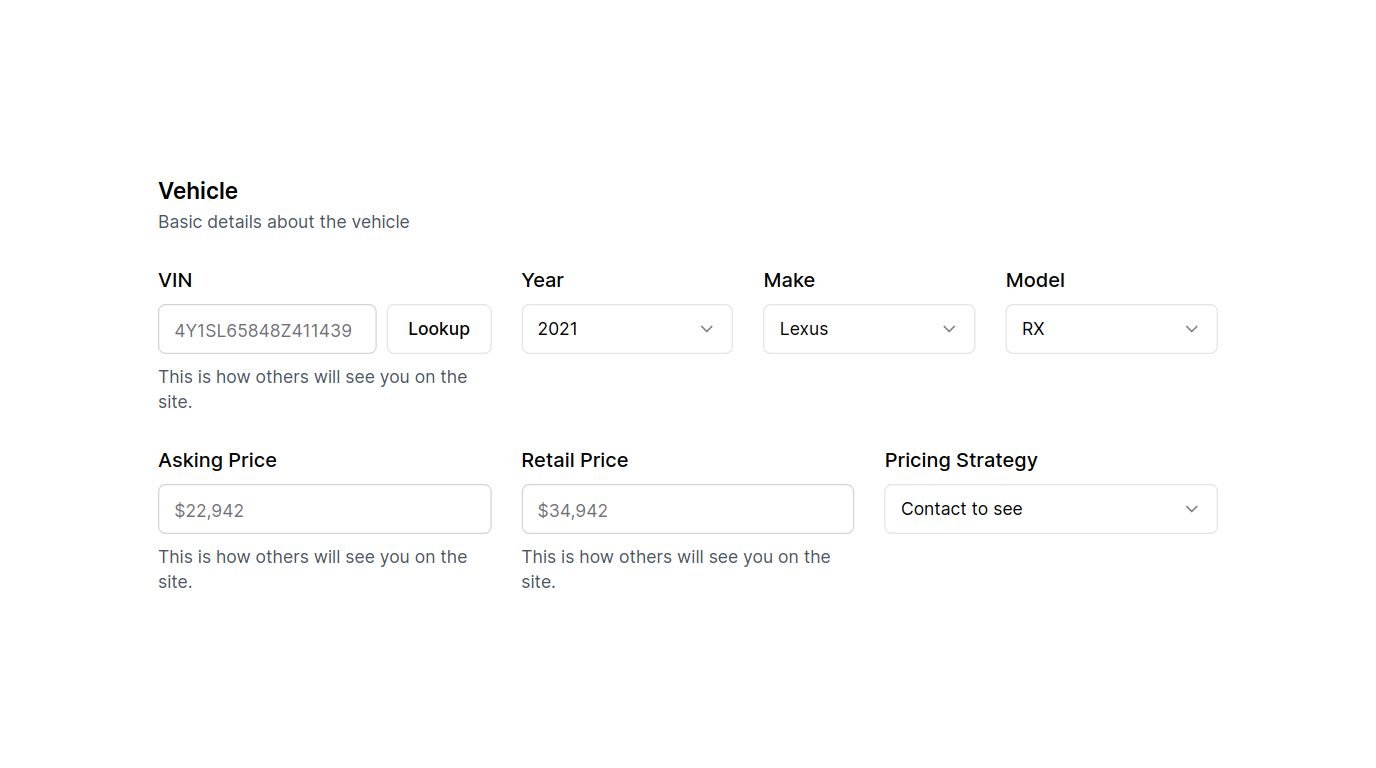 Vehicle
Basic details about the vehicle
VIN
Year
Make
Model
4Y1SL65848Z411439
Lookup
2021
Lexus
RX
This is how others will see you on the
site.
Asking Price
Retail Price
Pricing Strategy
$22,942
$34,942
Contact to see
This is how others will see you on the
site.
This is how others will see you on the
site.